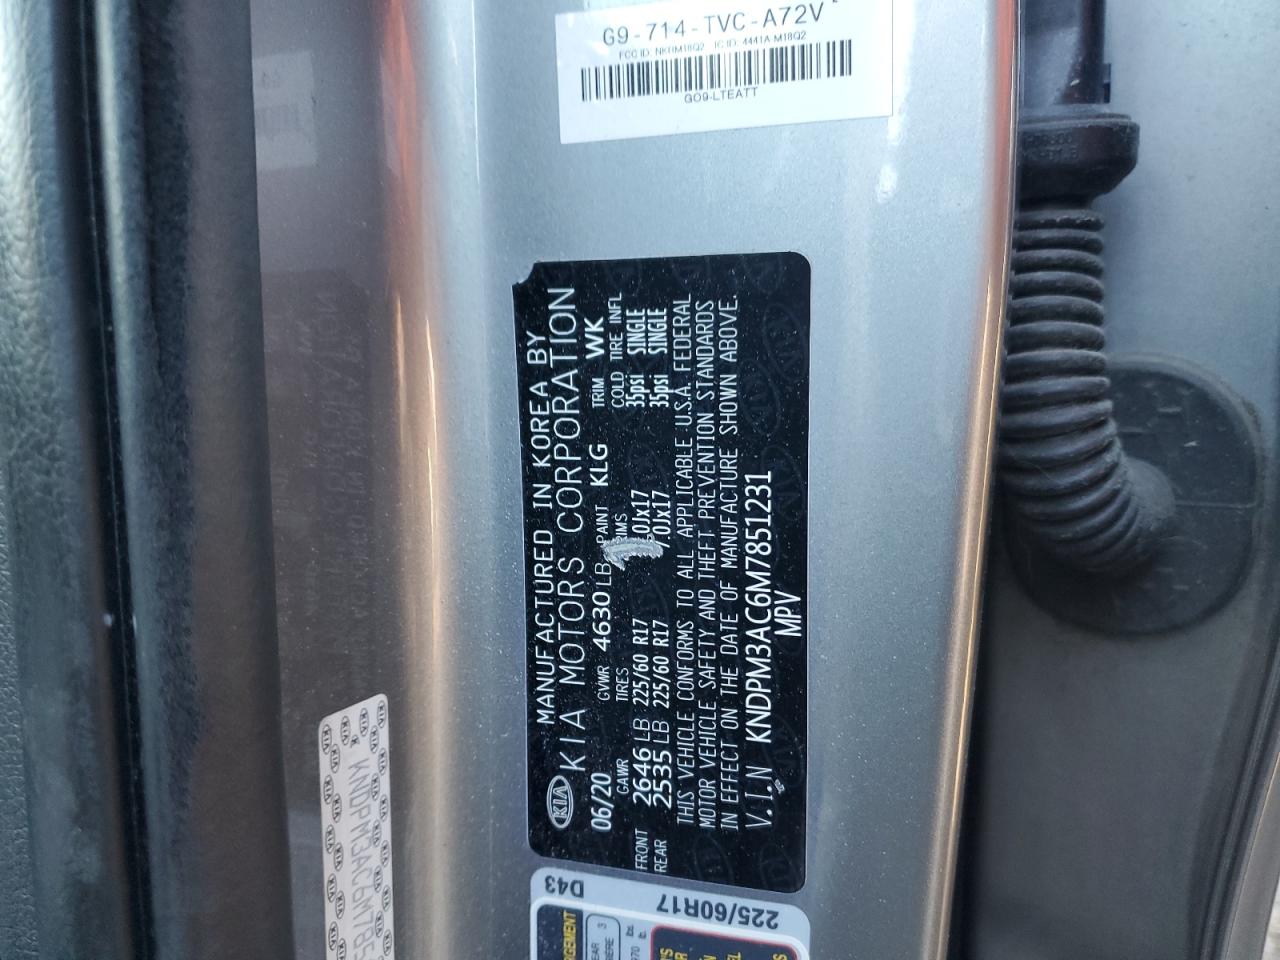 G9-714-TVC-A72V
FCC ID: NKRM18Q2 IC ID: 4441A-M18Q2
GO9-LTEATT
MANUFACTURED IN KOREA BY
KIA KIA MOTORS CORPORATION
06/20 GVWR 4630 LB PAINT KLG TRIM WK
GAWR TIRES COLD TIRE INFL
FRONT 2646 LB 225/60 R17 .0Jx17 35psi SINGLE
REAR 2535 LB 225/60 R17 7.0Jx17 35psi SINGLE
THIS VEHICLE CONFORMS TO ALL APPLICABLE U.S.A. FEDERAL
MOTOR VEHICLE SAFETY AND THEFT PREVENTION STANDARDS
IN EFFECT ON THE DATE OF MANUFACTURE SHOWN ABOVE.
V.I.N KNDPM3AC6M7851231
MPV
D43
225/60R17
KNDPM3AC6M785